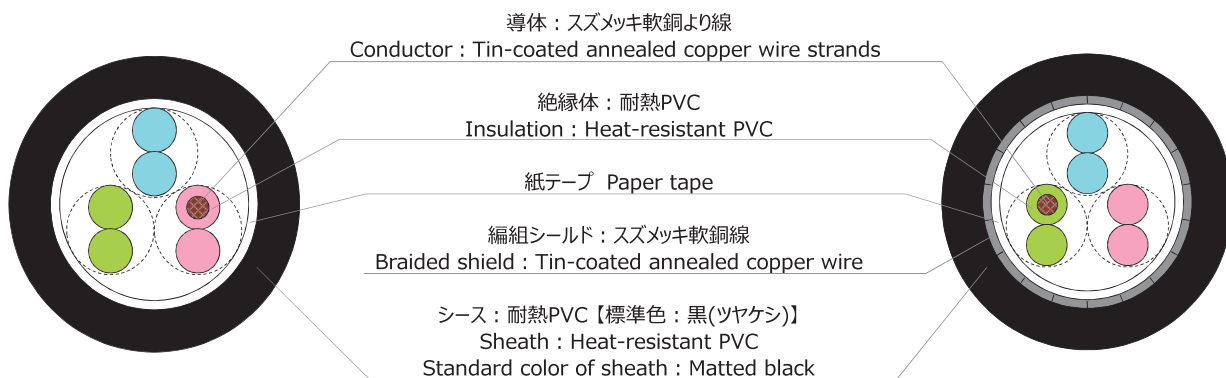 導体：スズメッキ軟銅より線
Conductor : Tin-coated annealed copper wire strands
絶縁体：耐熱PVC
Insulation : Heat-resistant PVC
紙テープ Paper tape
編組シールド：スズメッキ軟銅線
Braided shield : Tin-coated annealed copper wire
シース：耐熱PVC【標準色：黒(ツヤケシ)】
Sheath : Heat-resistant PVC
Standard color of sheath : Matted black